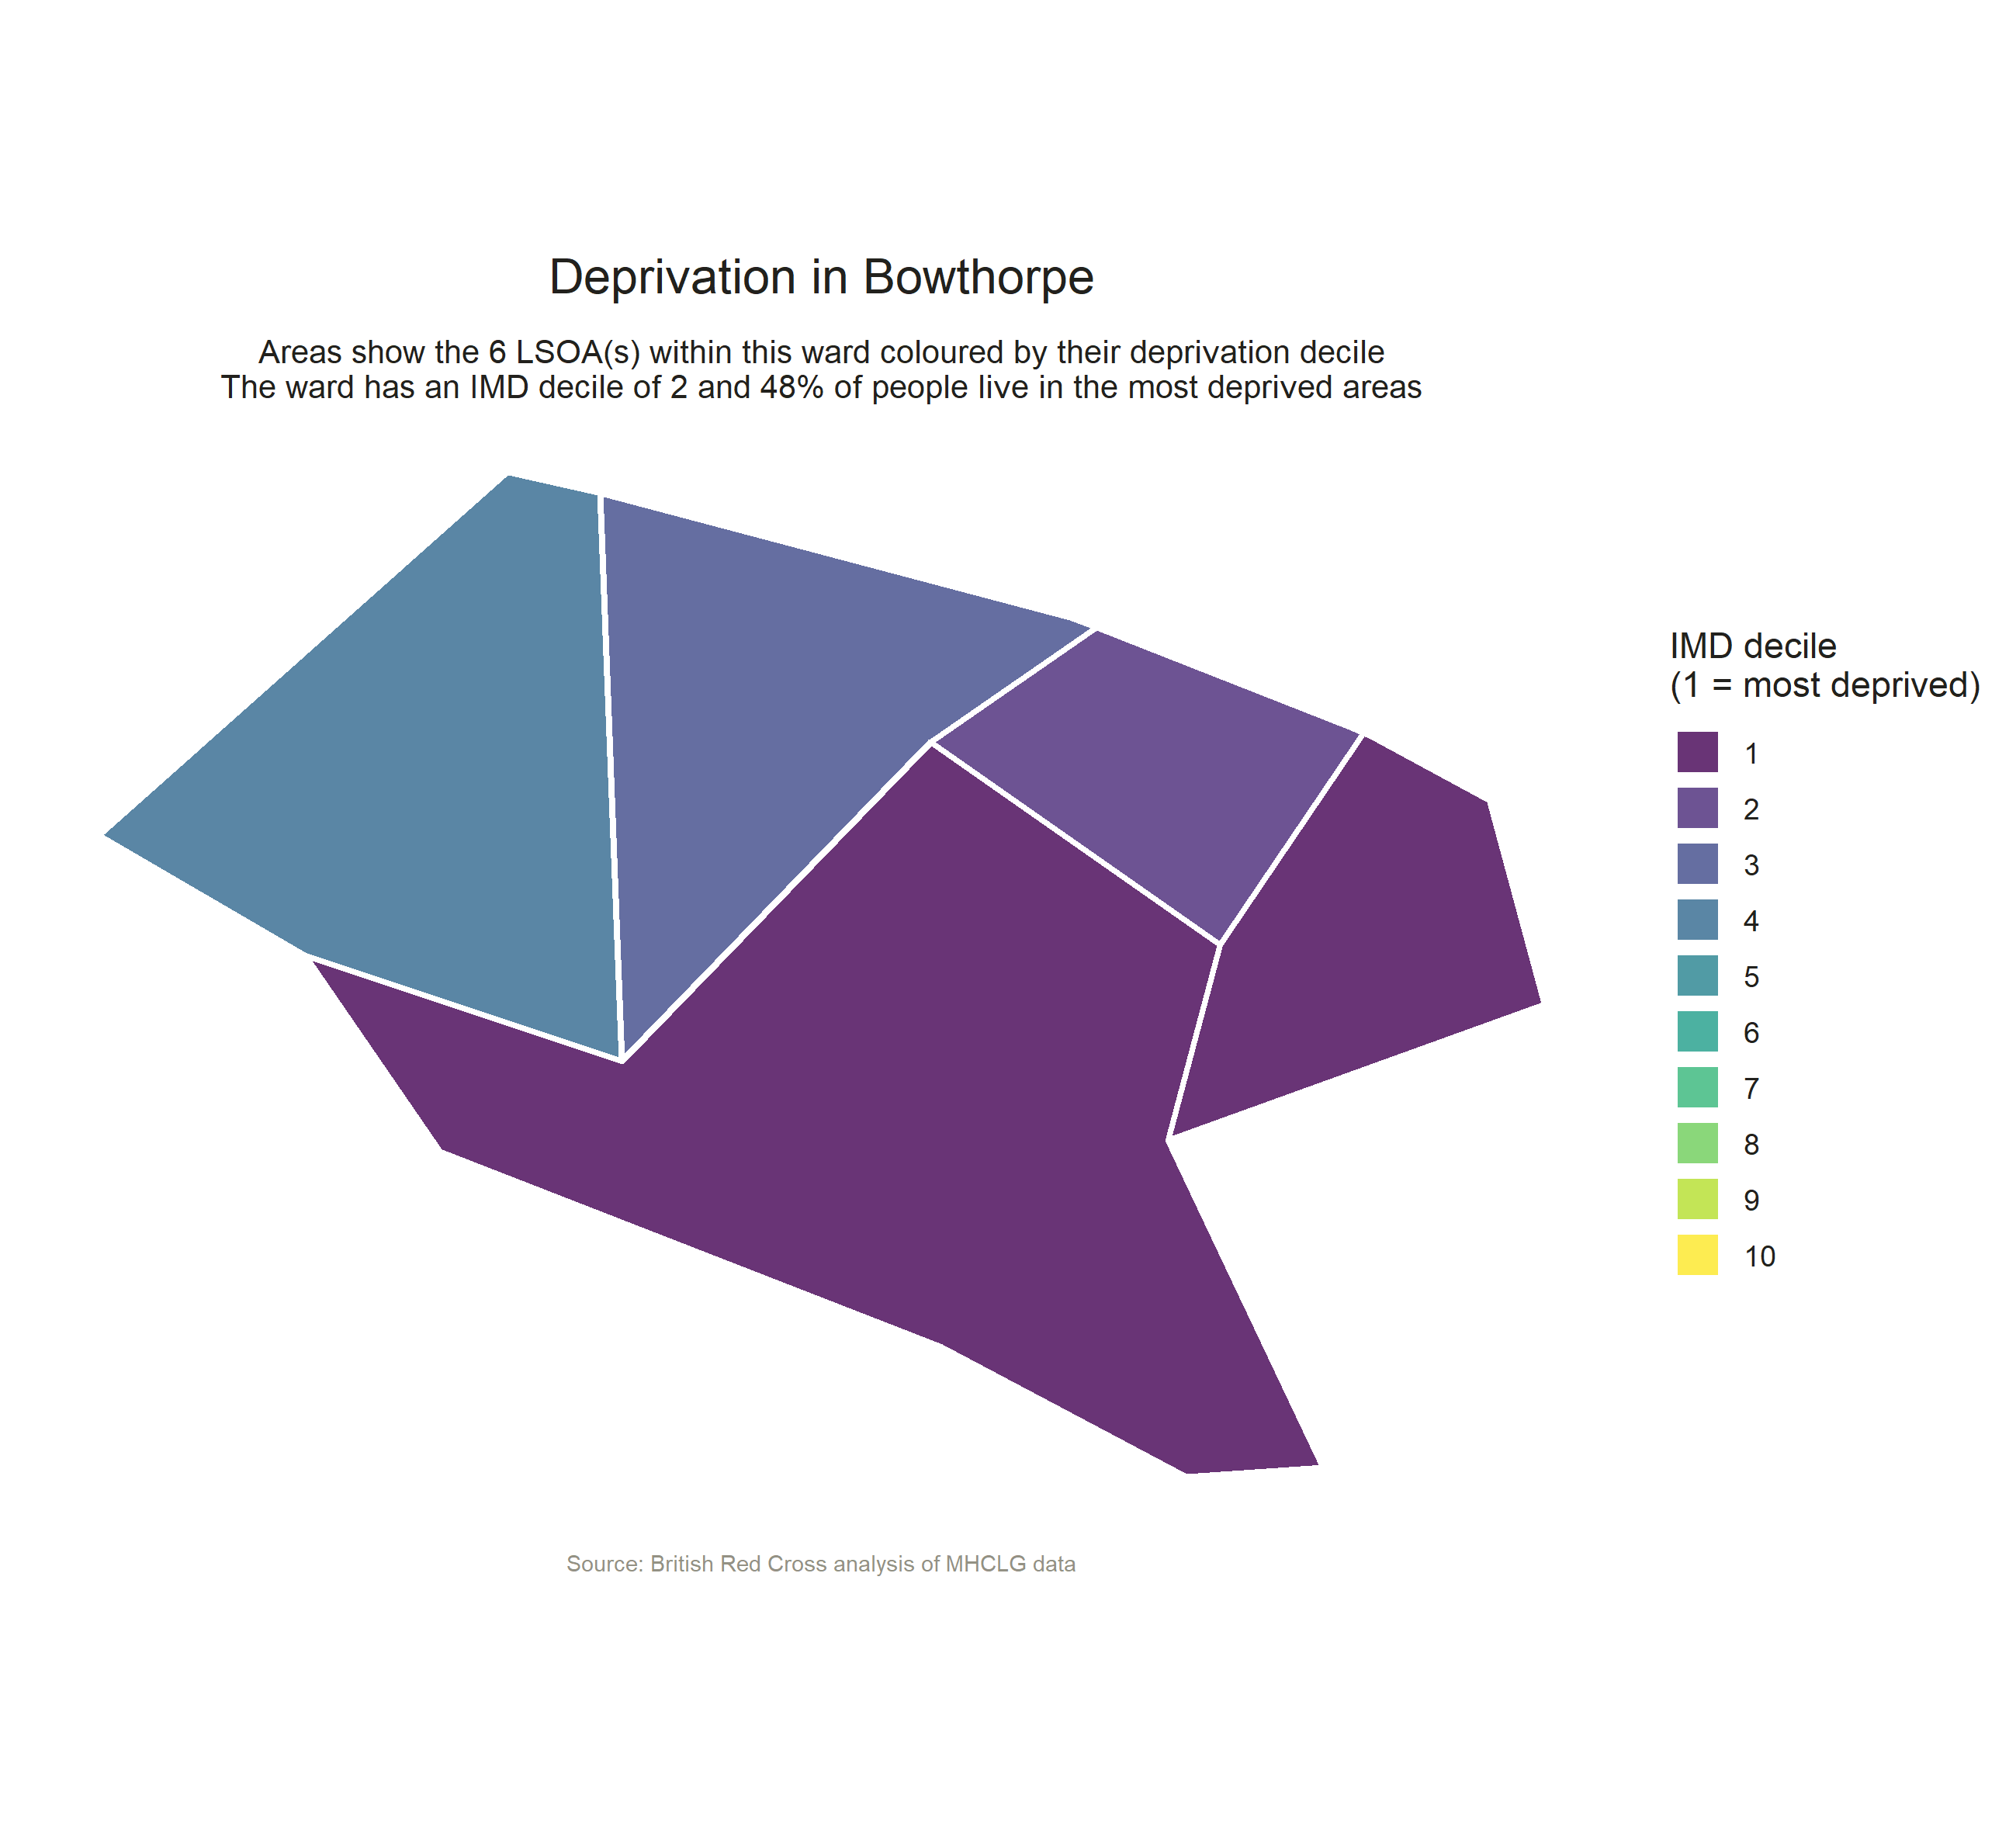 Deprivation in Bowthorpe
Areas show the 6 LSOA(s) within this ward coloured by their deprivation decile
The ward has an IMD decile of 2 and 48% of people live in the most deprived areas
IMD decile
(1 = most deprived)
1
2
3
4
5
6
7
8
9
10
Source: British Red Cross analysis of MHCLG data